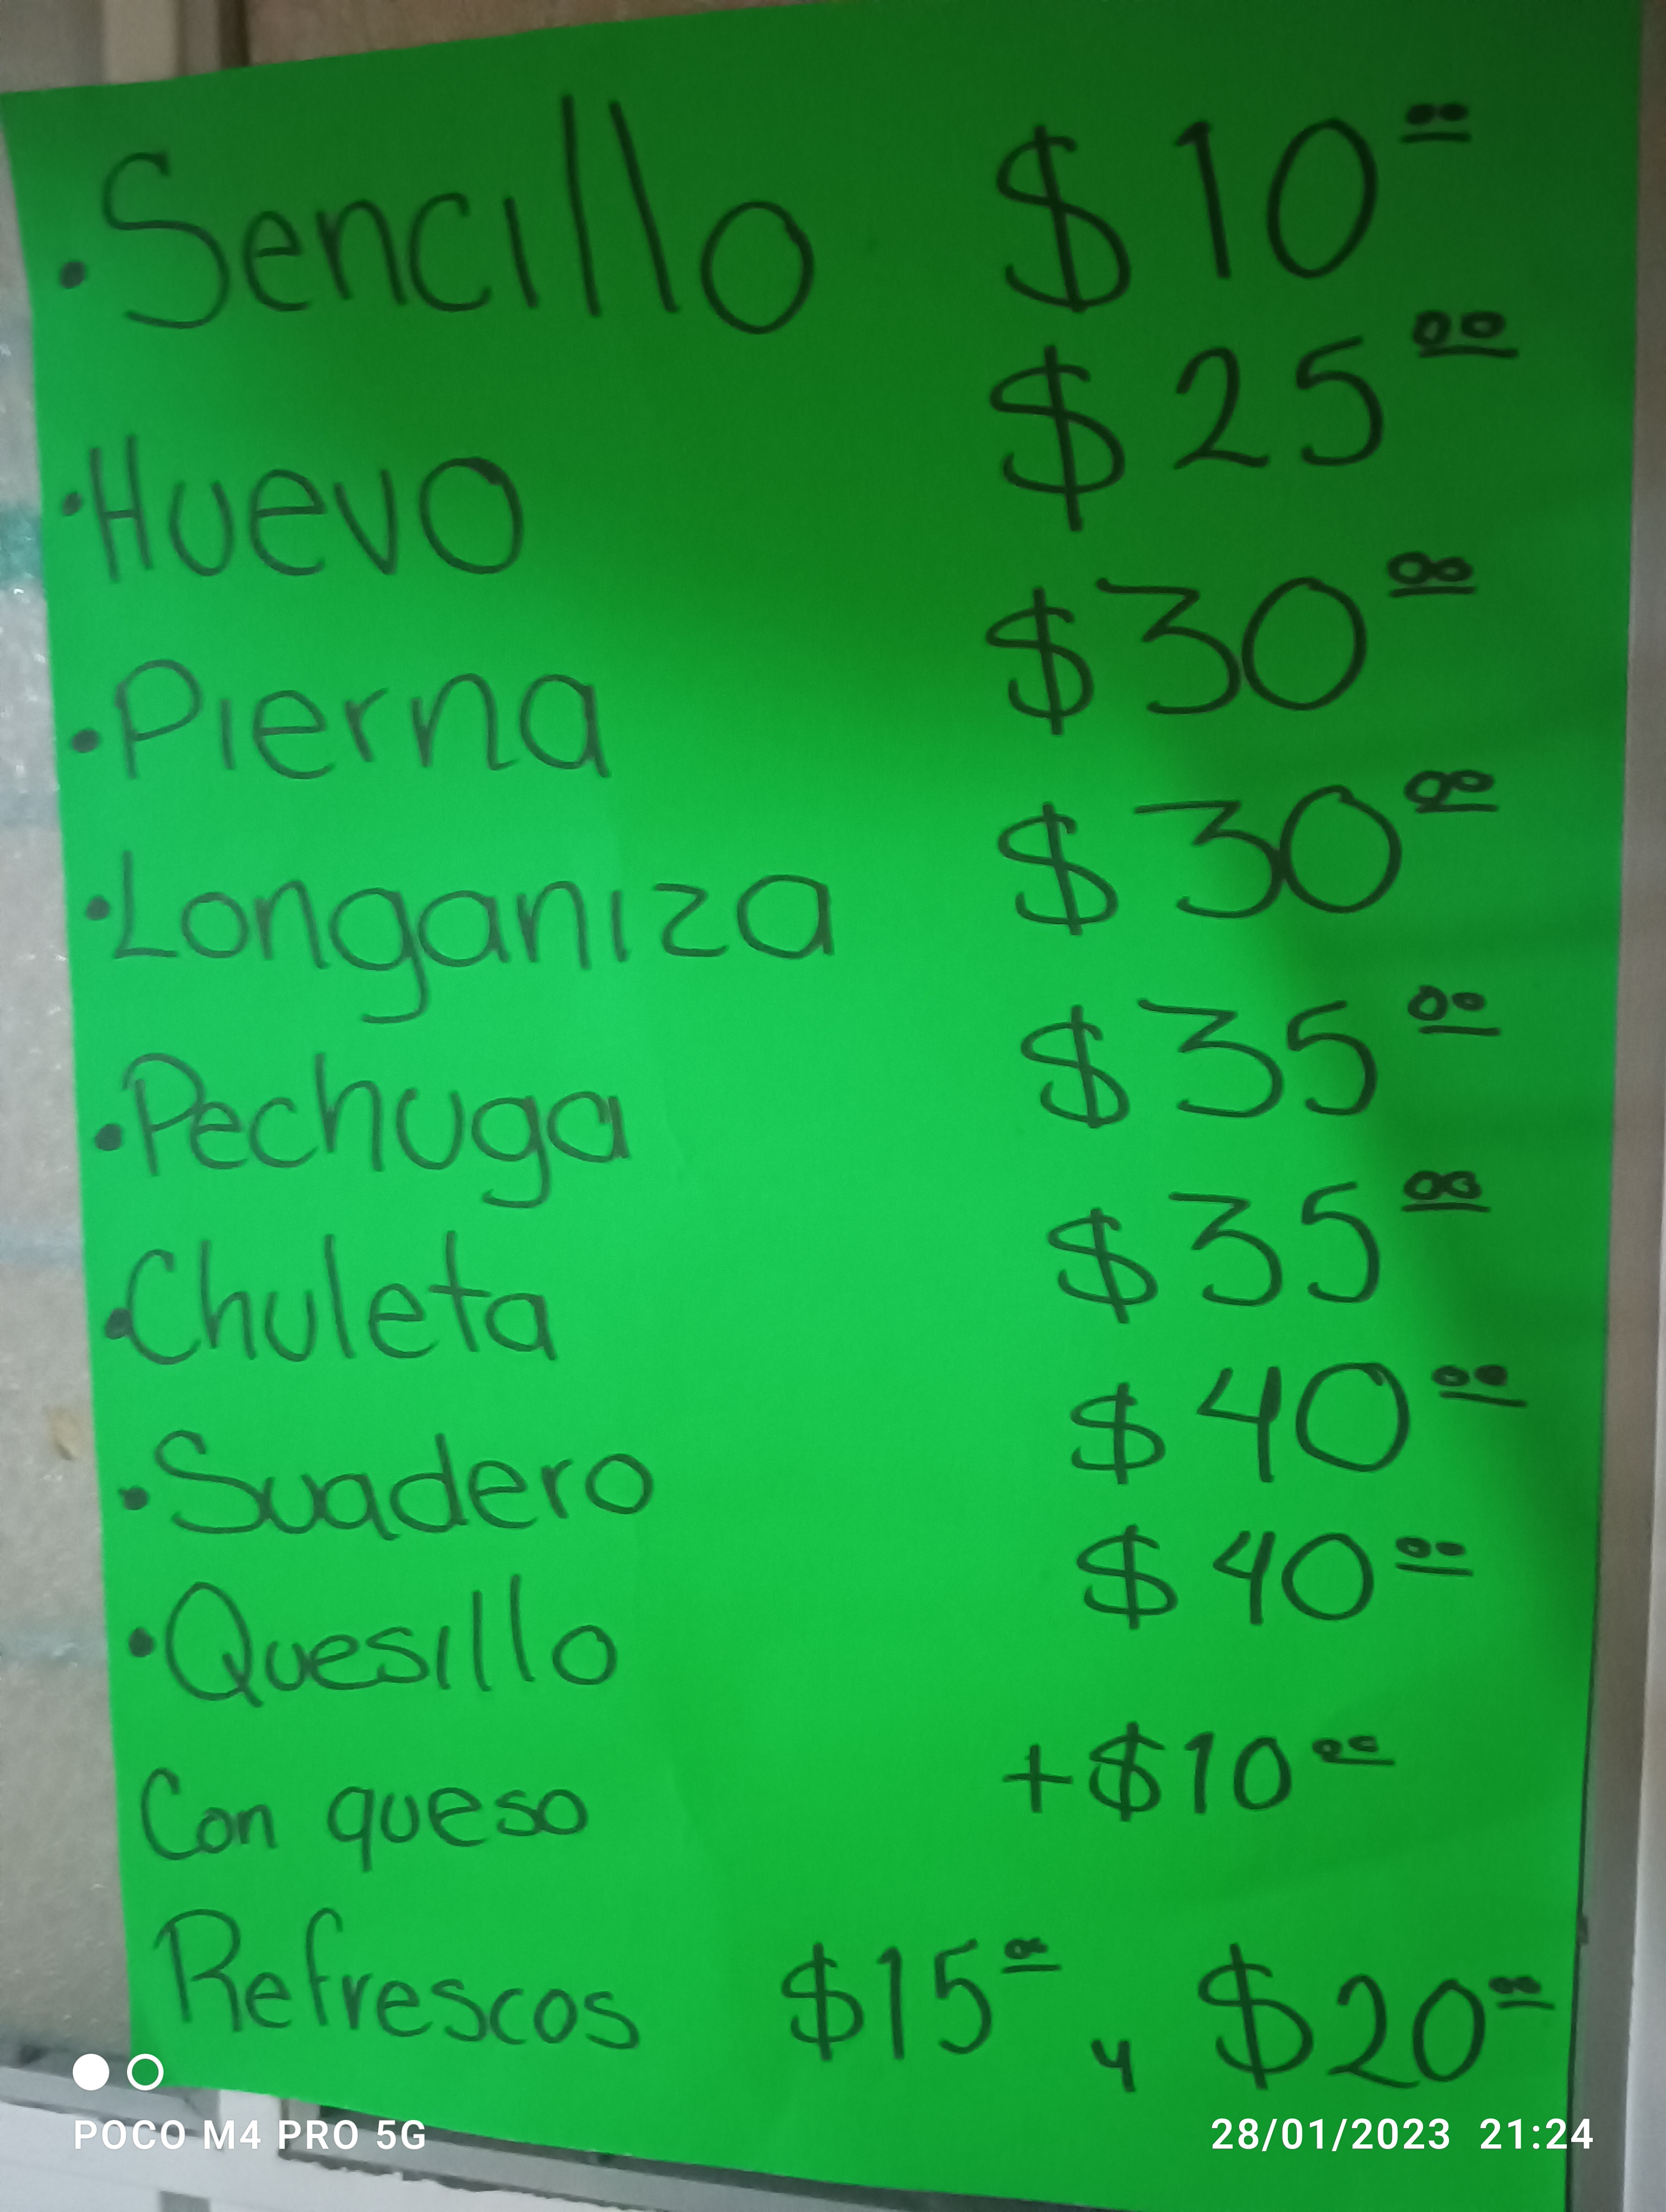 • Sencillo $10.00
• Huevo $25.00
• Pierna $30.00
• Longaniza $30.00
• Pechuga $35.00
• Chuleta $35.00
• Suadero $40.00
• Quesillo $40.00
Con queso +$10.00
Refrescos $15.00 y $20.00
POCO M4 PRO 5G 28/01/2023 21:24